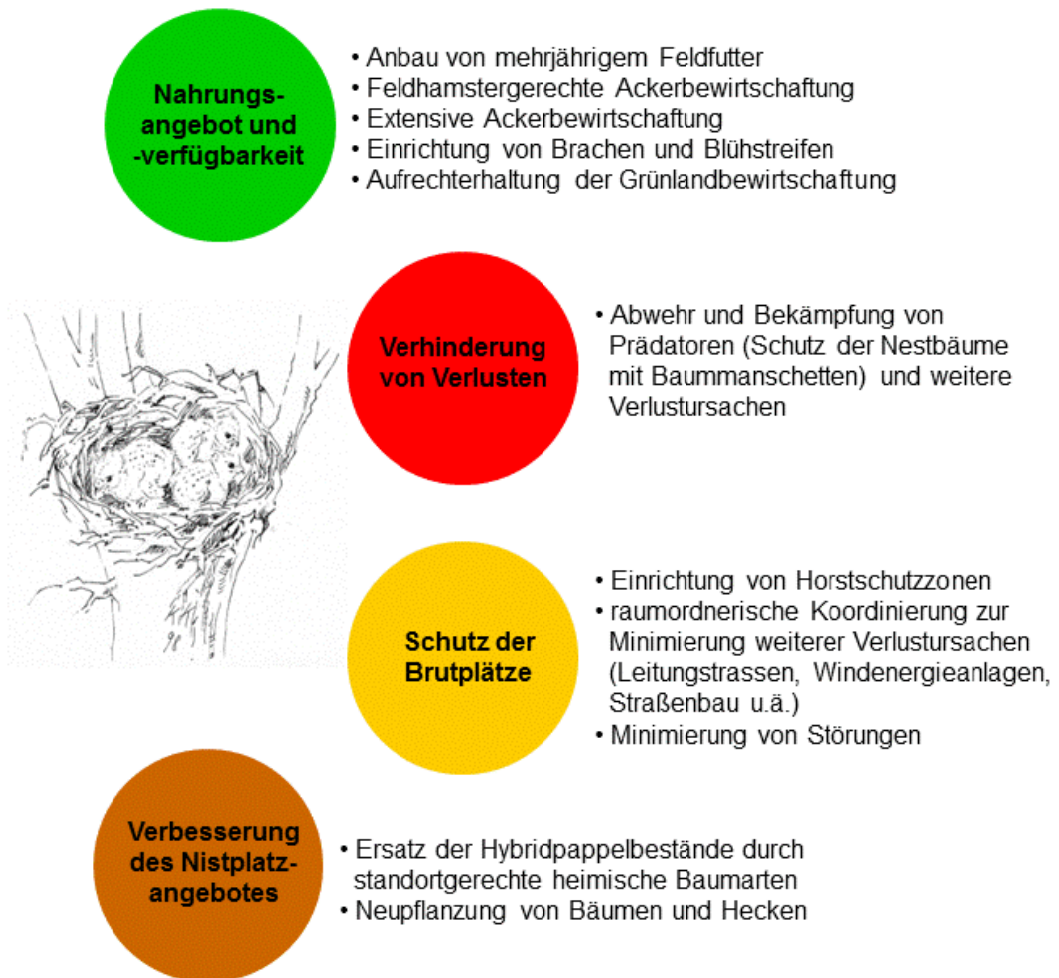 Nahrungs-
angebot und
-verfügbarkeit
• Anbau von mehrjährigem Feldfutter
• Feldhamstergerechte Ackerbewirtschaftung
• Extensive Ackerbewirtschaftung
• Einrichtung von Brachen und Blühstreifen
• Aufrechterhaltung der Grünlandbewirtschaftung
Verhinderung
von Verlusten
• Abwehr und Bekämpfung von
Prädatoren (Schutz der Nestbäume
mit Baummanschetten) und weitere
Verlustursachen
Schutz der
Brutplätze
• Einrichtung von Horstschutzzonen
• raumordnerische Koordinierung zur
Minimierung weiterer Verlustursachen
(Leitungstrassen, Windenergieanlagen,
Straßenbau u.ä.)
• Minimierung von Störungen
Verbesserung
des Nistplatz-
angebotes
• Ersatz der Hybridpappelbestände durch
standortgerechte heimische Baumarten
• Neupflanzung von Bäumen und Hecken